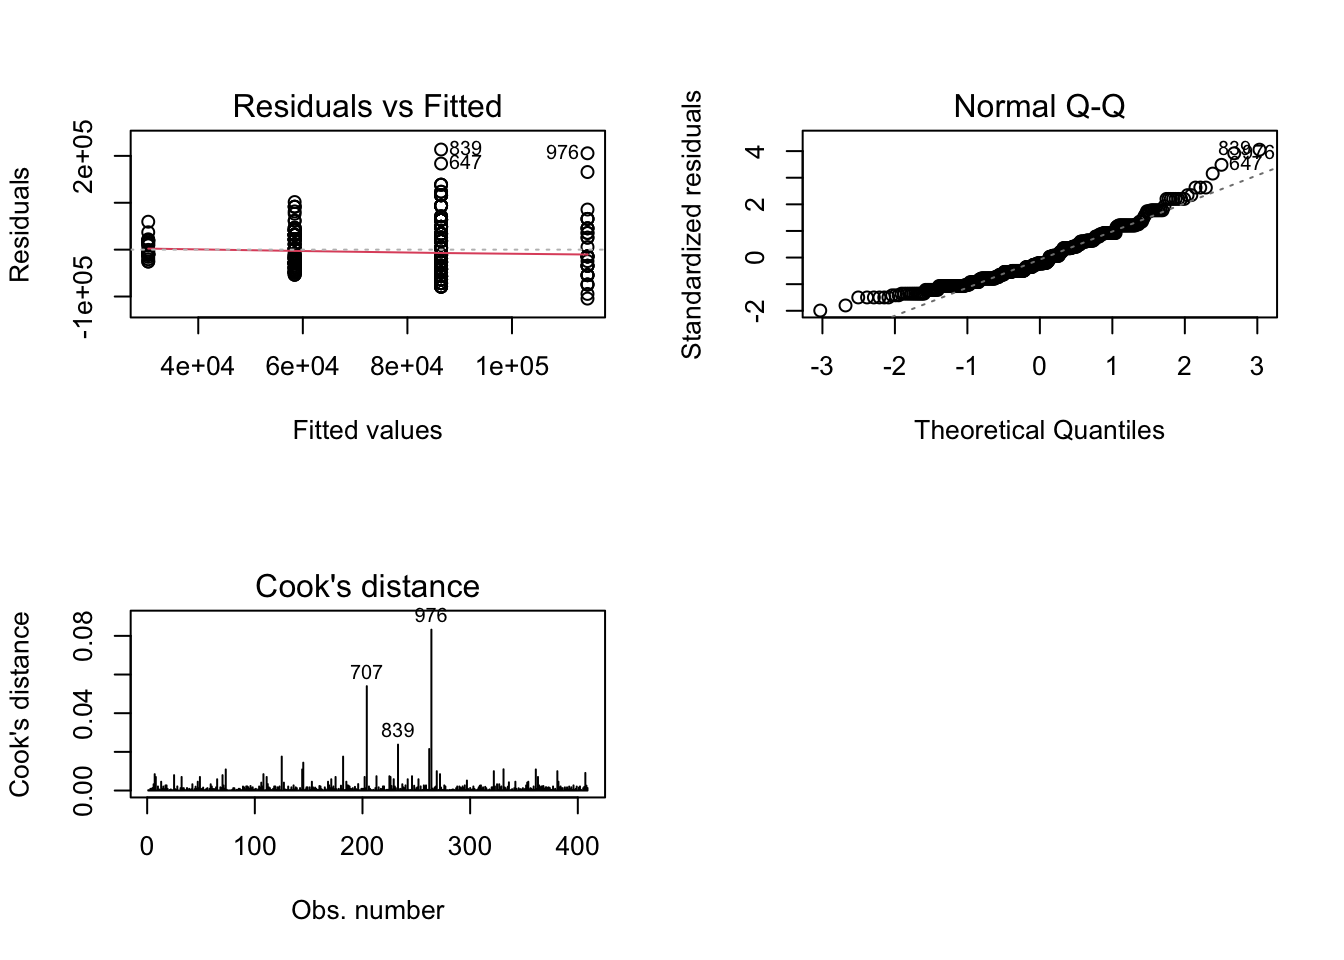 Residuals vs Fitted
Residuals
2e+05
-1e+05
839
647
976
4e+04 6e+04 8e+04 1e+05
Fitted values
Normal Q-Q
Standardized residuals
4
2
0
-2
839
976
647
-3 -2 -1 0 1 2 3
Theoretical Quantiles
Cook's distance
Cook's distance
0.08
0.04
0.00
976
707
839
0 100 200 300 400
Obs. number